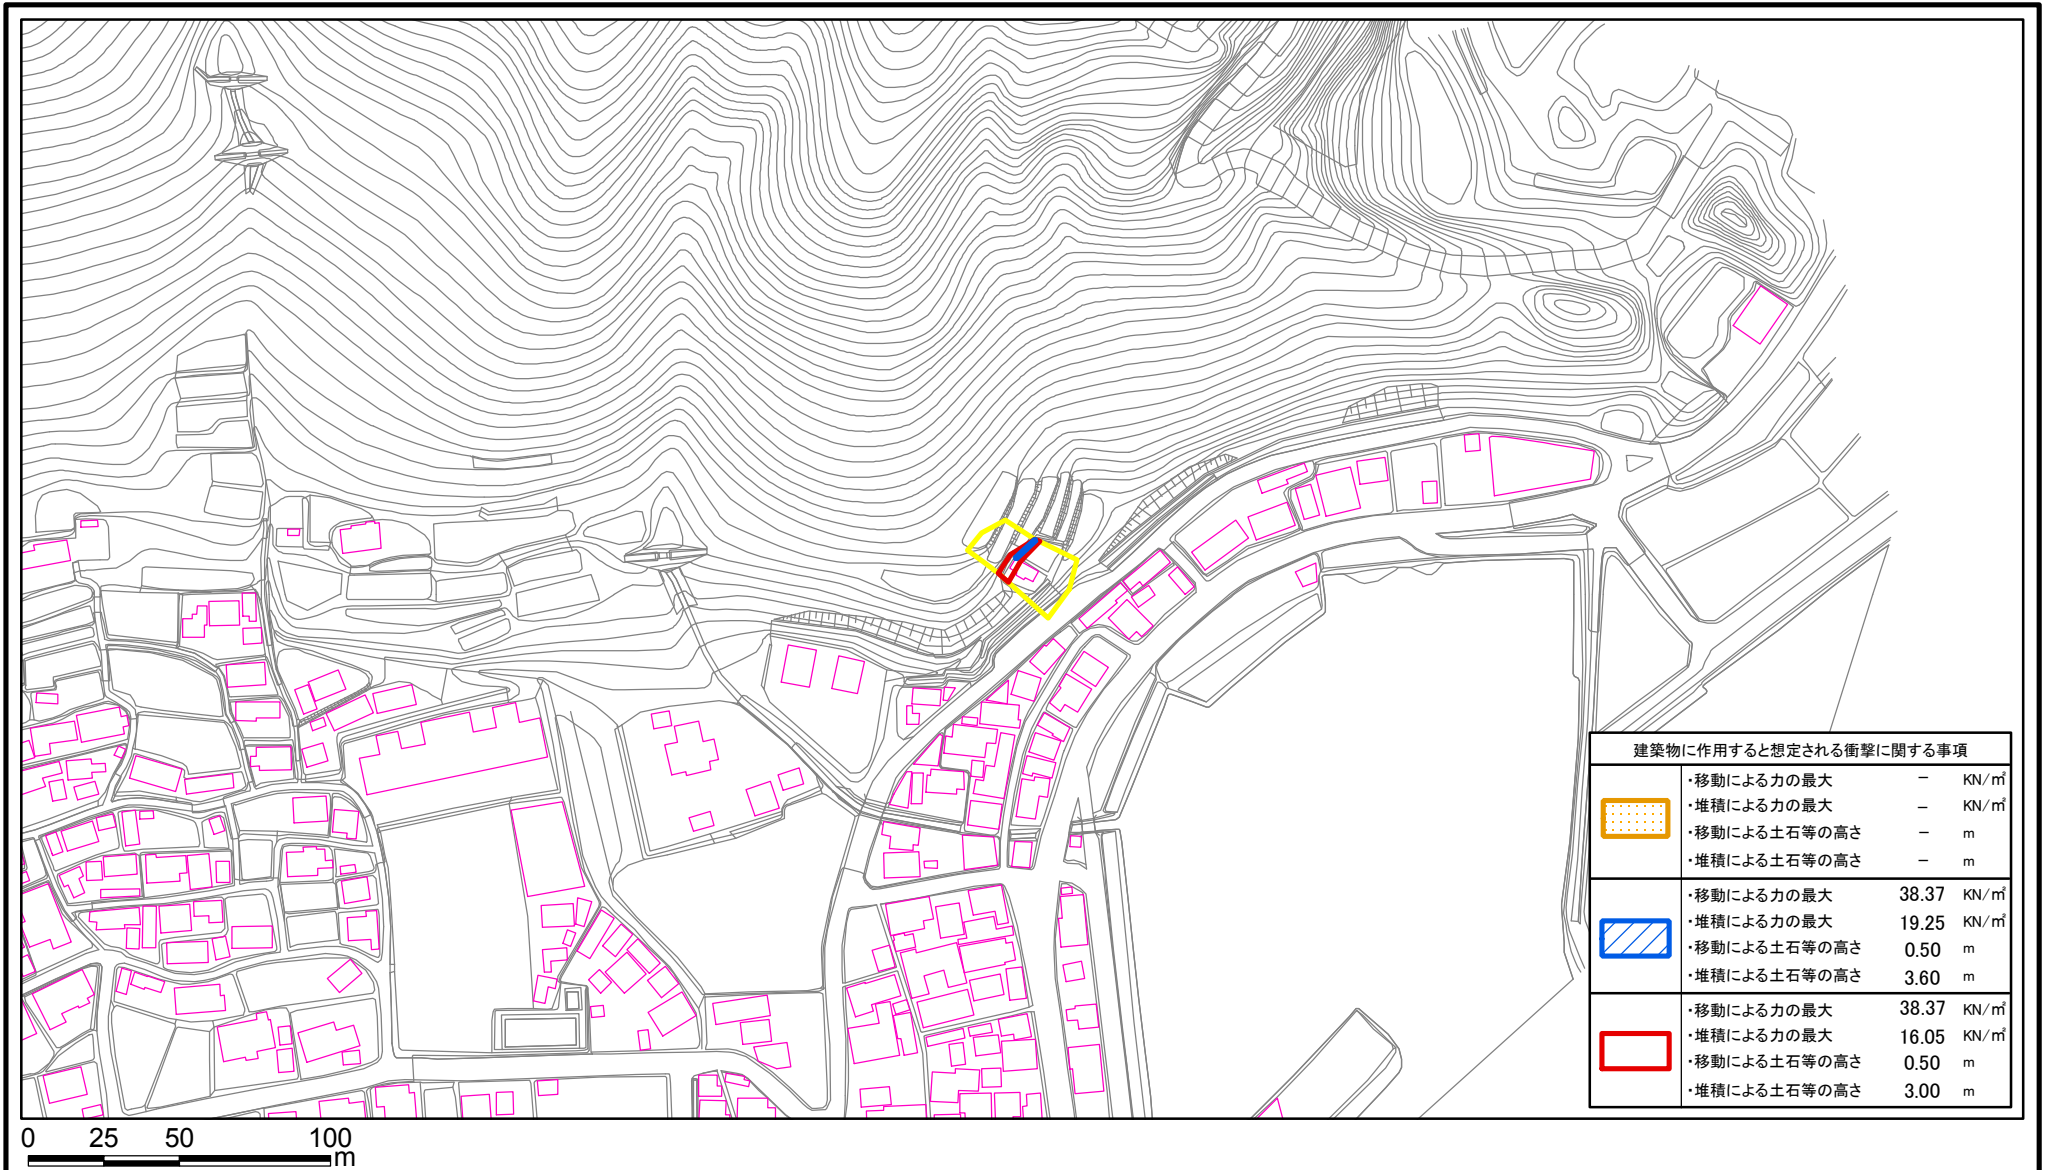 建築物に作用すると想定される衝撃に関する事項
・移動による力の最大 － KN/㎡
・堆積による力の最大 － KN/㎡
・移動による土石等の高さ － m
・堆積による土石等の高さ － m
・移動による力の最大 38.37 KN/㎡
・堆積による力の最大 19.25 KN/㎡
・移動による土石等の高さ 0.50 m
・堆積による土石等の高さ 3.60 m
・移動による力の最大 38.37 KN/㎡
・堆積による力の最大 16.05 KN/㎡
・移動による土石等の高さ 0.50 m
・堆積による土石等の高さ 3.00 m
0 25 50 100
m